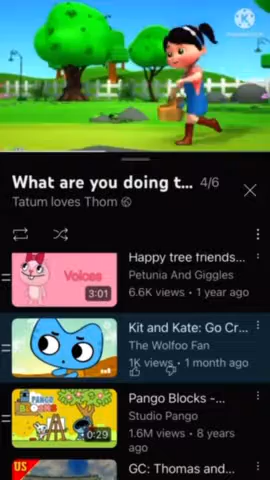 What are you doing t... 4/6
Tatum loves Thom
Happy tree friends...
Petunia And Giggles
6.6K views • 1 year ago
Voices
3:01
Kit and Kate: Go Cr...
The Wolfoo Fan
1K views • 1 month ago
Pango Blocks -...
Studio Pango
1.6M views • 8 years
ago
PANGO
0:29
GC: Thomas and...
US